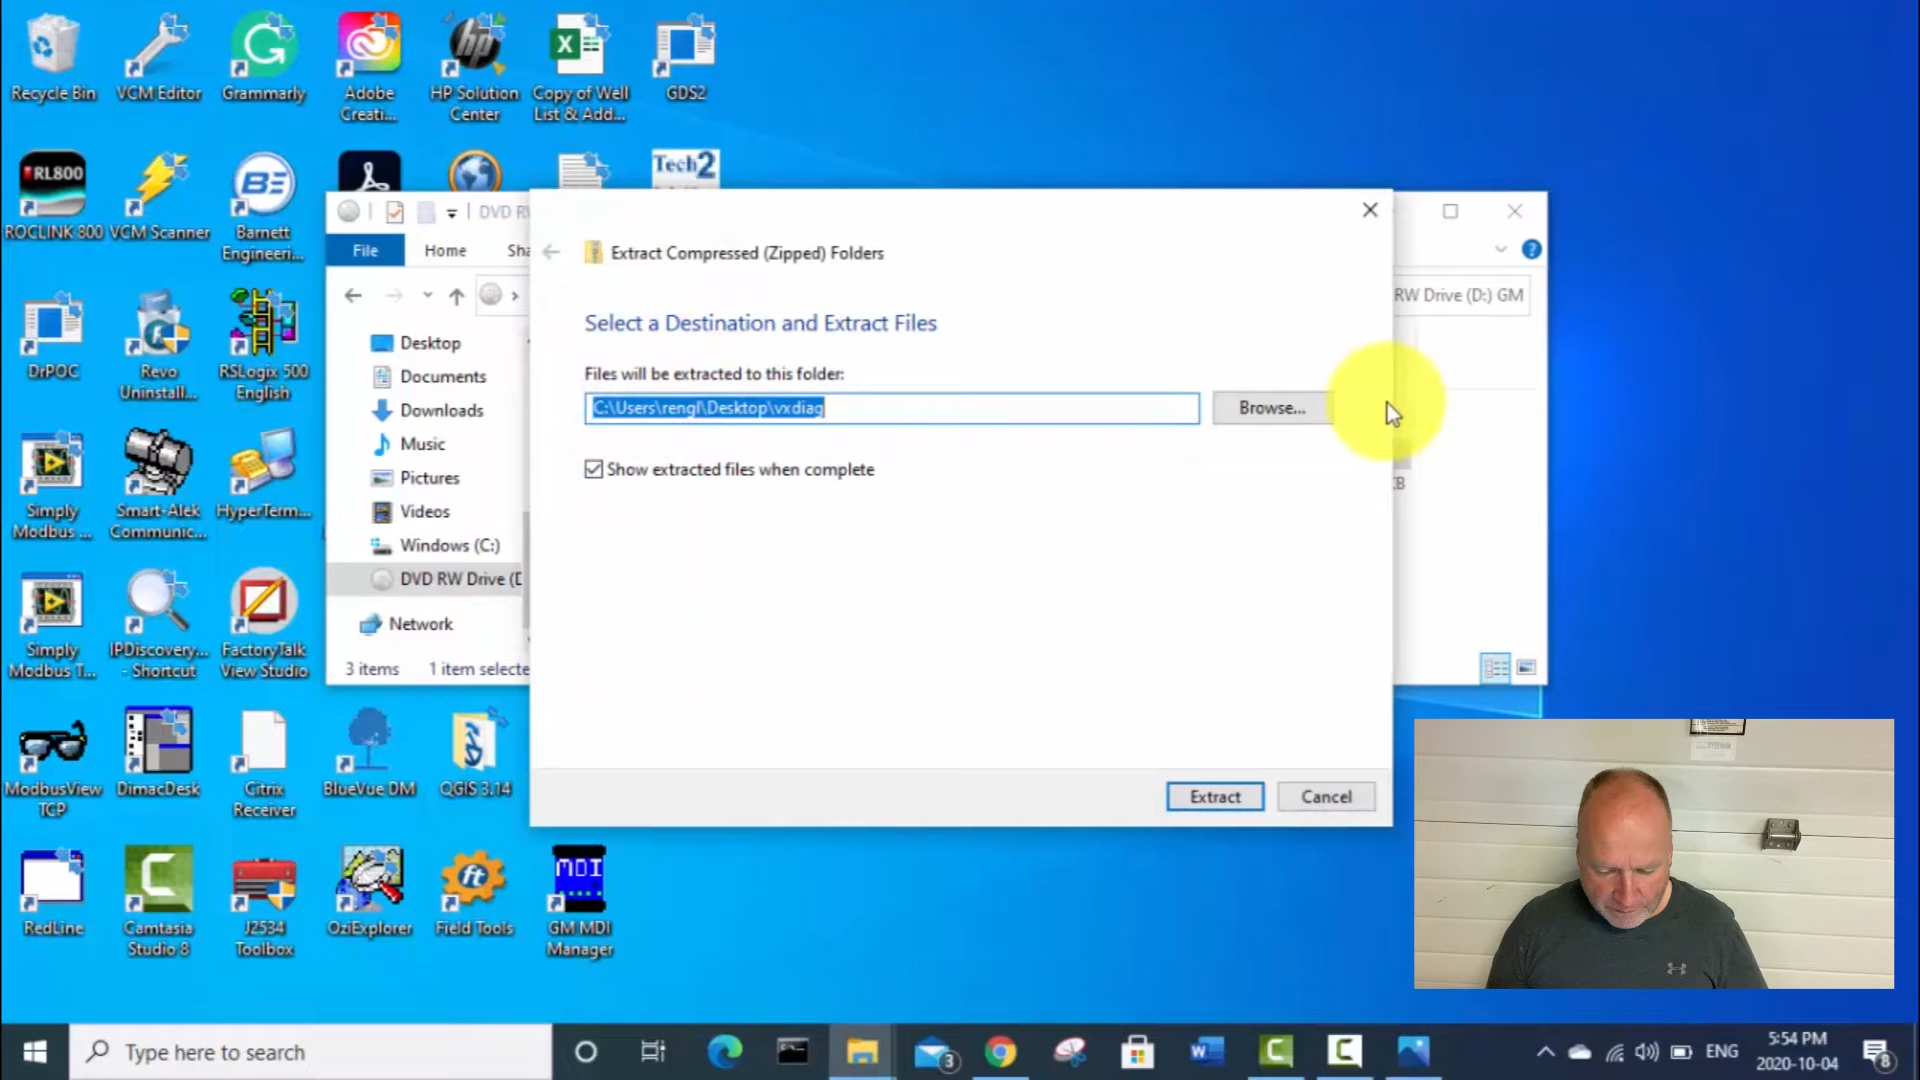 Recycle Bin
VCM Editor
Grammarly
Adobe
Creati...
HP Solution
Center
Copy of Well
List & Add...
GDS2
RL800
ROCLINK 800
VCM Scanner
Barnett
Engineeri...
Tech2
DVD
File
Home
RW Drive (D:) GM
Extract Compressed (Zipped) Folders
Select a Destination and Extract Files
Files will be extracted to this folder:
C:\Users\rengl\Desktop\vxdiag
Browse...
Show extracted files when complete
Extract
Cancel
Desktop
Documents
Downloads
Music
Pictures
Videos
Windows (C:)
DVD RW Drive (D
Network
3 items
1 item selecte
DrPOC
Revo
Uninstall...
RSLogix 500
English
Simply
Modbus ...
Smart-Alek
Communic...
HyperTerm...
Simply
Modbus T...
IPDiscovery...
- Shortcut
FactoryTalk
View Studio
ModbusView
TCP
DimacDesk
Citrix
Receiver
BlueVue DM
QGIS 3.14
RedLine
Camtasia
Studio 8
J2534
Toolbox
OziExplorer
Field Tools
MDI
GM MDI
Manager
Type here to search
3
ENG
5:54 PM
2020-10-04
8